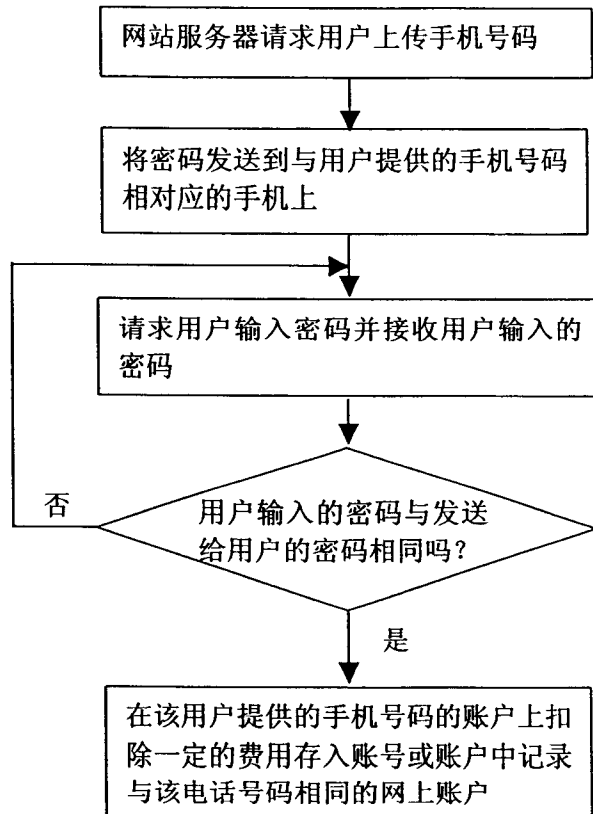 网站服务器请求用户上传手机号码
将密码发送到与用户提供的手机号码
相对应的手机上
请求用户输入密码并接收用户输入的
密码
否
用户输入的密码与发送
给用户的密码相同吗?
是
在该用户提供的手机号码的账户上扣
除一定的费用存入账号或账户中记录
与该电话号码相同的网上账户